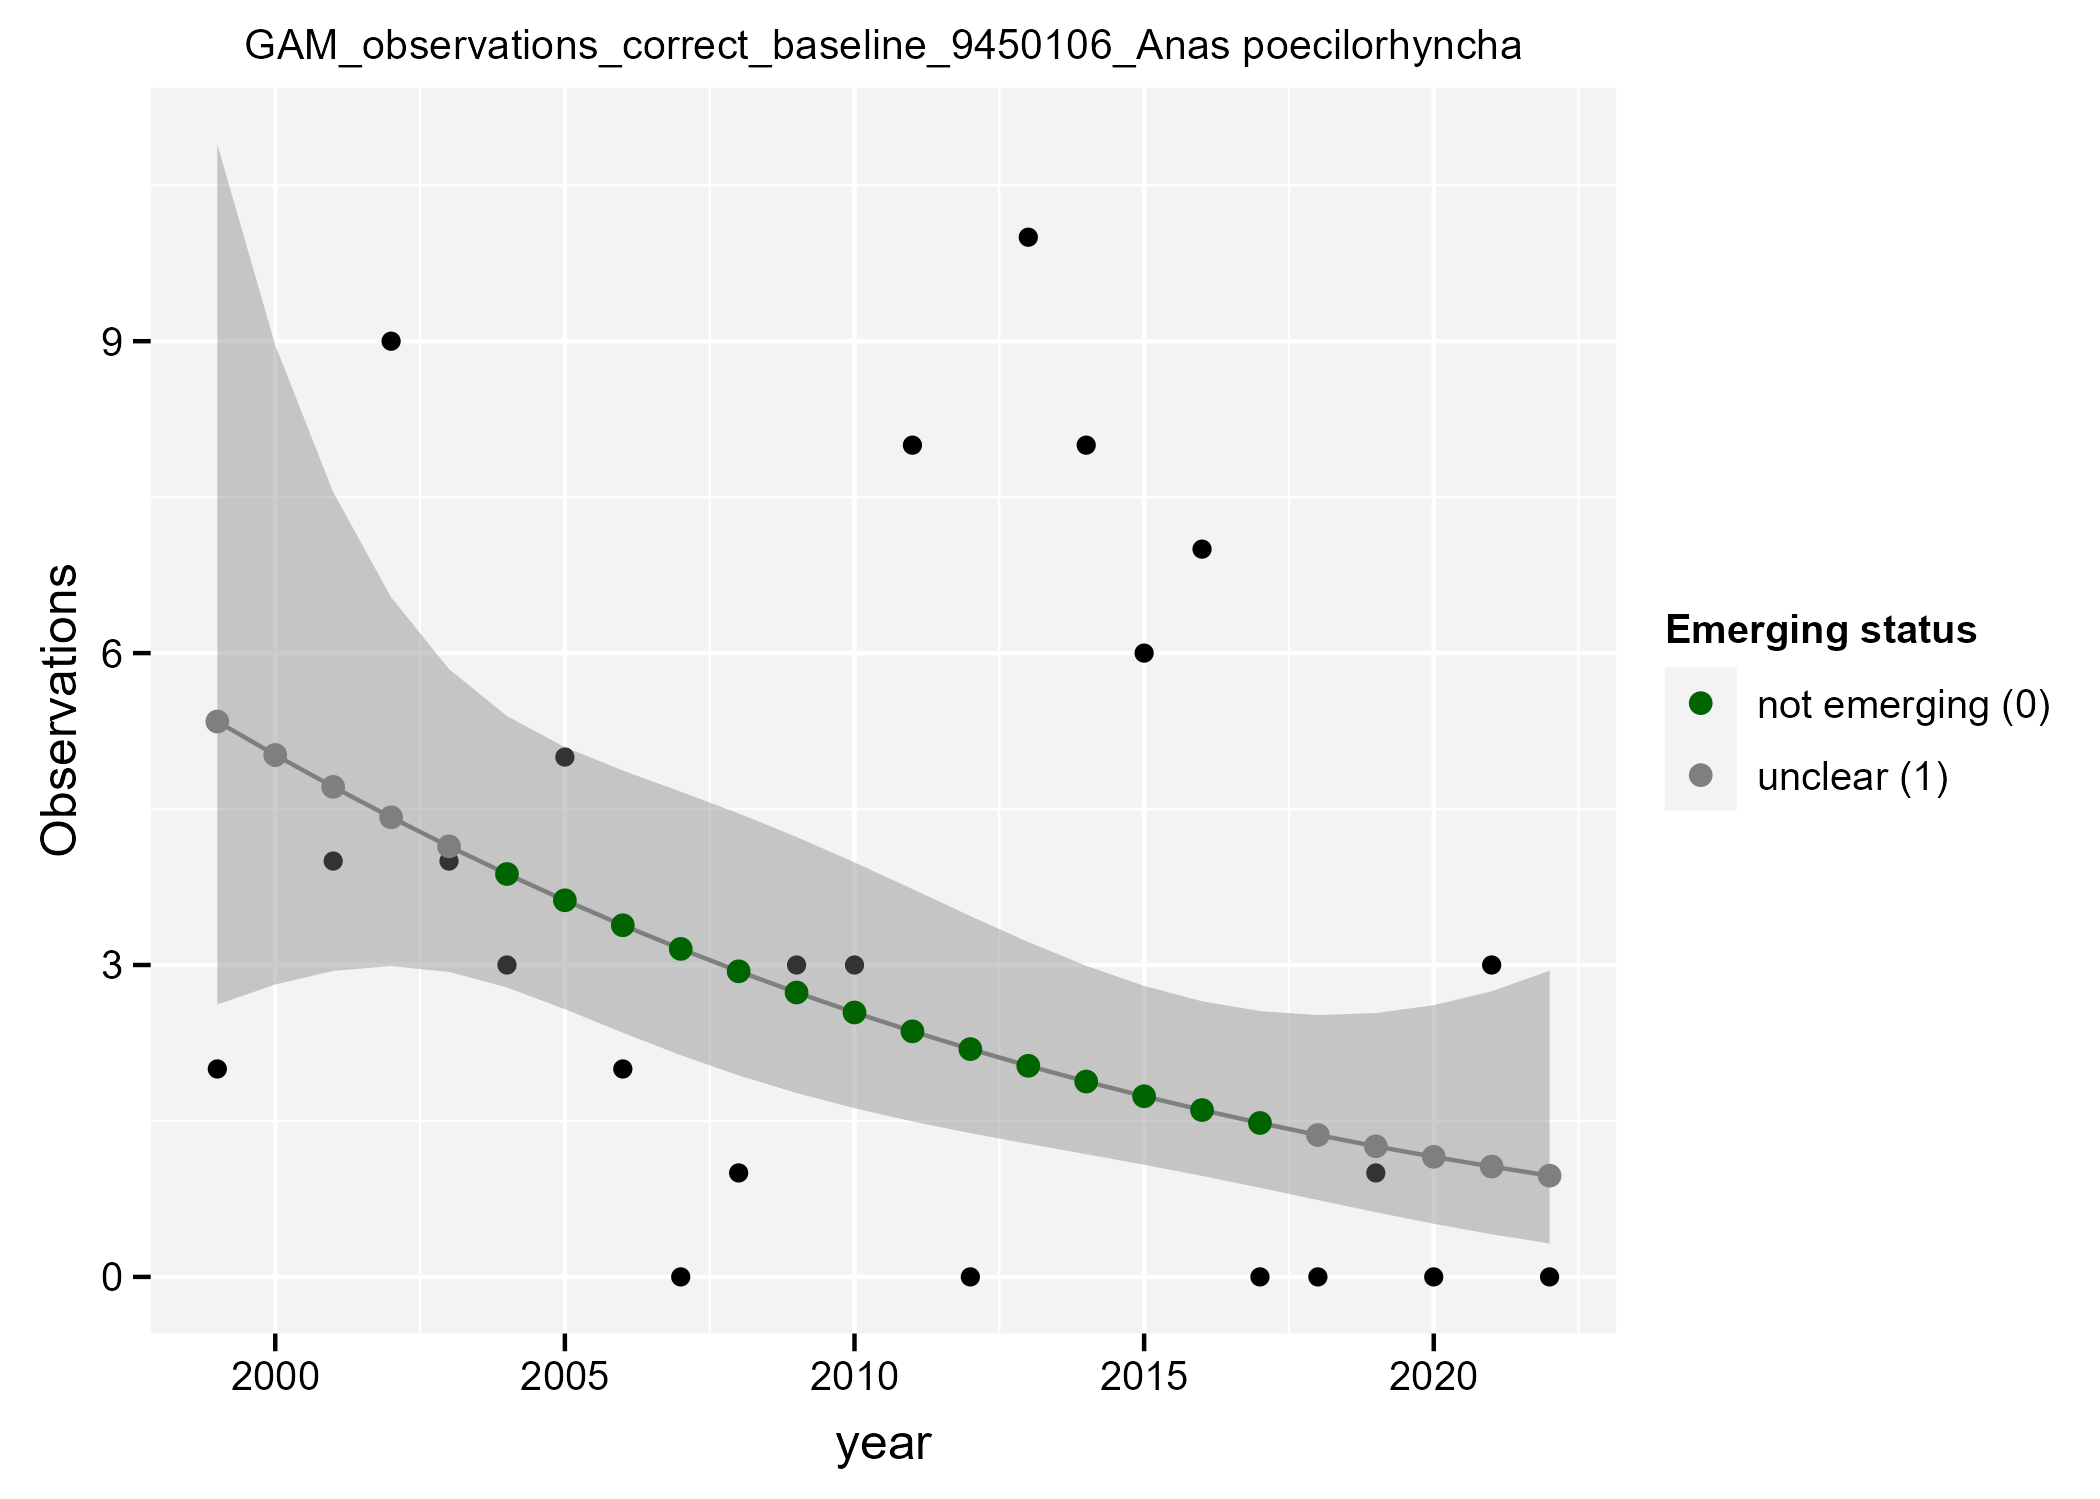 GAM_observations_correct_baseline_9450106_Anas poecilorhyncha
Observations
9
6
3
0
2000 2005 2010 2015 2020
year
Emerging status
not emerging (0)
unclear (1)